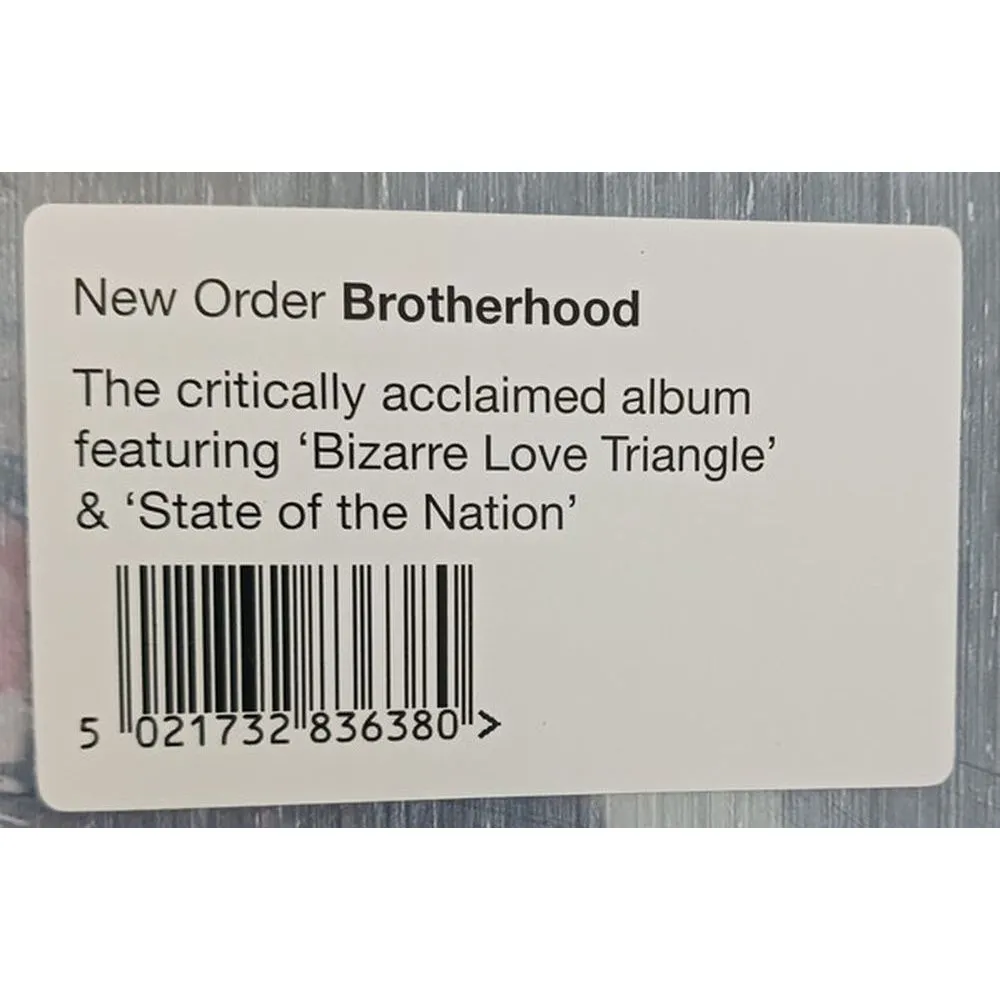 New Order Brotherhood
The critically acclaimed album
featuring ‘Bizarre Love Triangle’
& ‘State of the Nation’
5 021732 836380 >